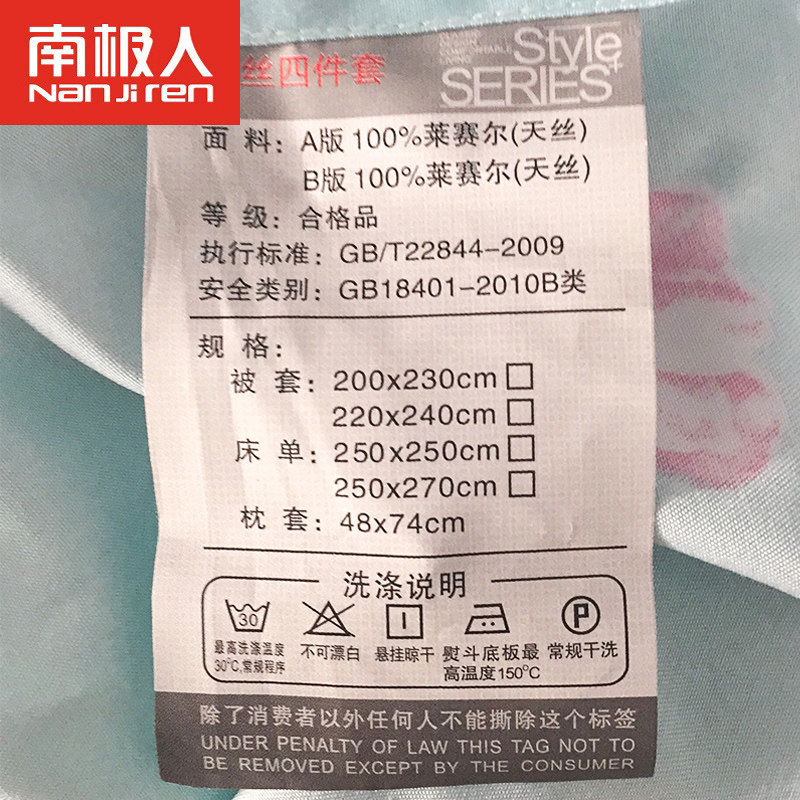 南极人
NanJiren
丝四件套
COMFORTABLE
LIVING
Style
SERIES+
面 料: A版 100%莱赛尔(天丝)
B版 100%莱赛尔(天丝)
等 级: 合格品
执行标准: GB/T22844-2009
安全类别: GB18401-2010B类
规 格:
被 套: 200x230cm
220x240cm
床 单: 250x250cm
250x270cm
枕 套: 48x74cm
洗涤说明
30
P
最高洗涤温度
30℃,常规程序
不可漂白
悬挂晾干
熨斗底板最
高温度150℃
常规干洗
除了消费者以外任何人不能撕除这个标签
UNDER PENALTY OF LAW THIS TAG NOT TO
BE REMOVED EXCEPT BY THE CONSUMER